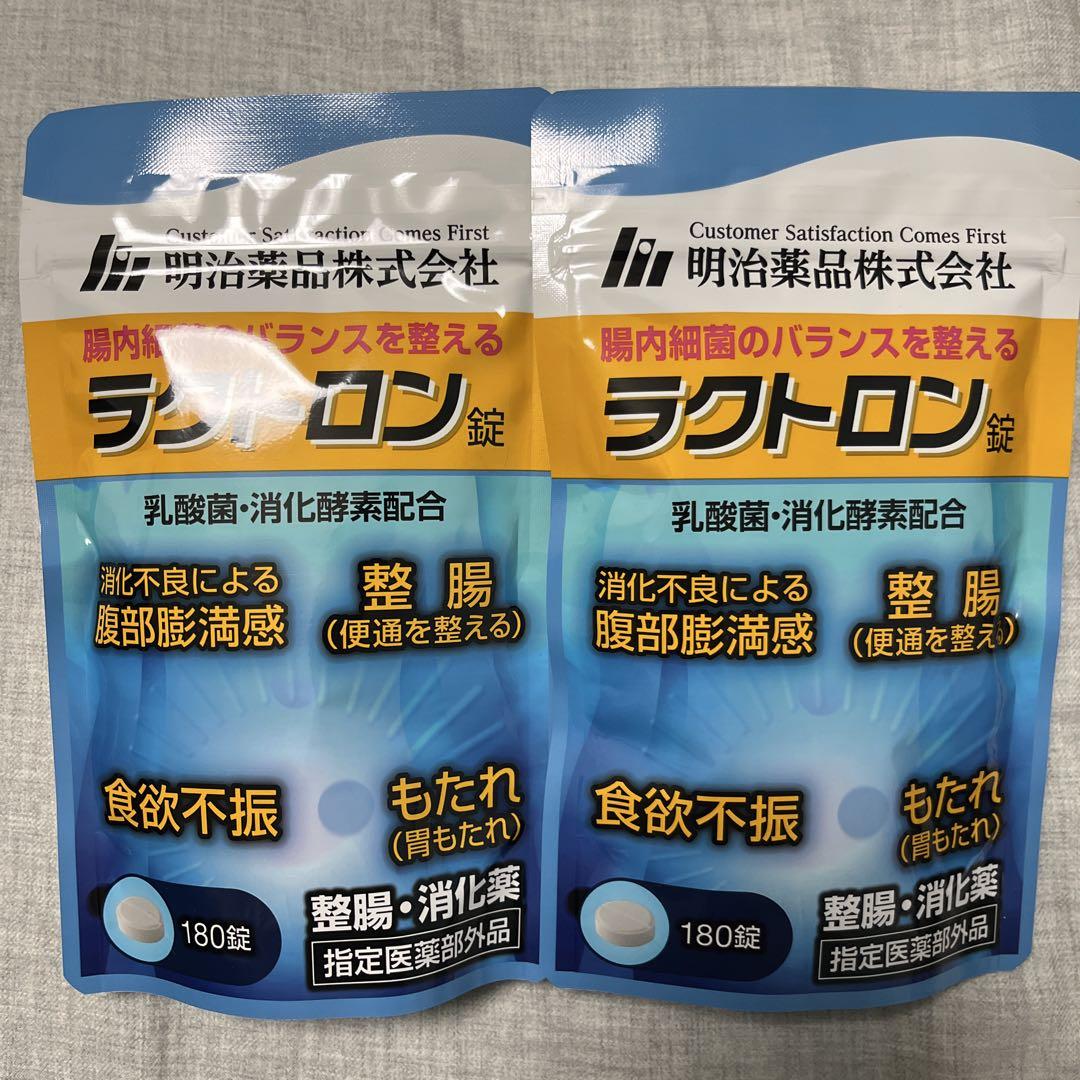 Customer Satisfaction Comes First
明治薬品株式会社
腸内細菌のバランスを整える
ラクトロン錠
乳酸菌・消化酵素配合
消化不良による
腹部膨満感
整腸
(便通を整える)
食欲不振
もたれ
(胃もたれ)
180錠
整腸・消化薬
指定医薬部外品
Customer Satisfaction Comes First
明治薬品株式会社
腸内細菌のバランスを整える
ラクトロン錠
乳酸菌・消化酵素配合
消化不良による
腹部膨満感
整腸
(便通を整える)
食欲不振
もたれ
(胃もたれ)
180錠
整腸・消化薬
指定医薬部外品